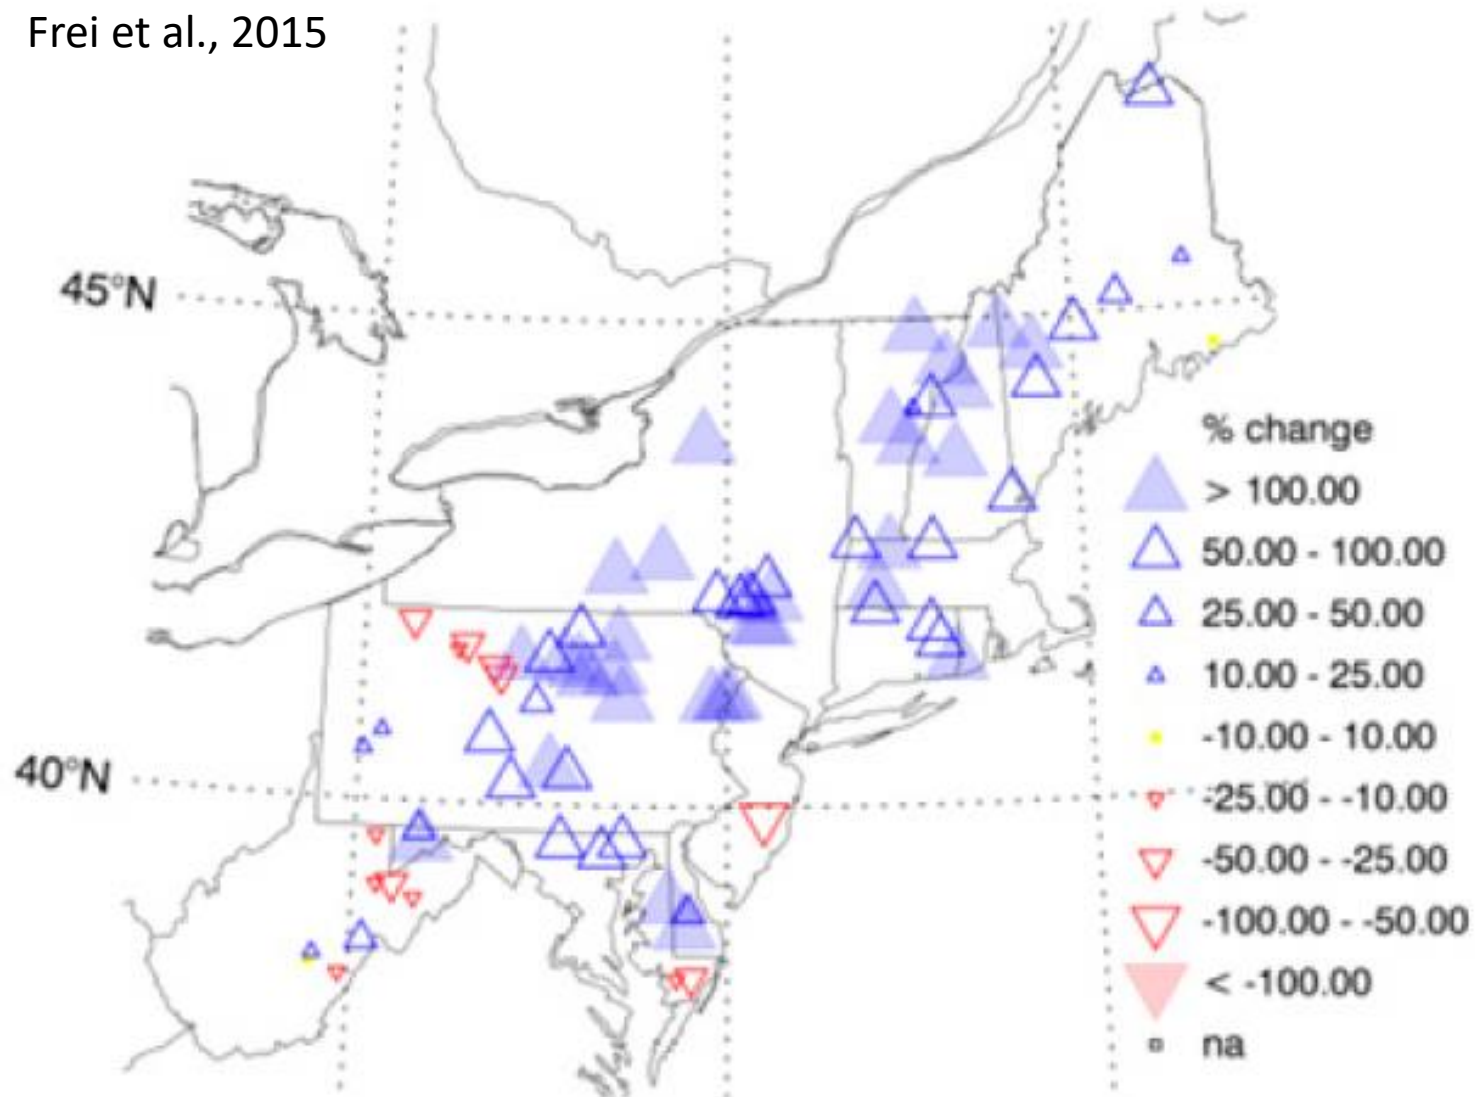 Frei et al., 2015
45°N
40°N
% change
> 100.00
50.00 - 100.00
25.00 - 50.00
10.00 - 25.00
-10.00 - 10.00
-25.00 - -10.00
-50.00 - -25.00
-100.00 - -50.00
< -100.00
na